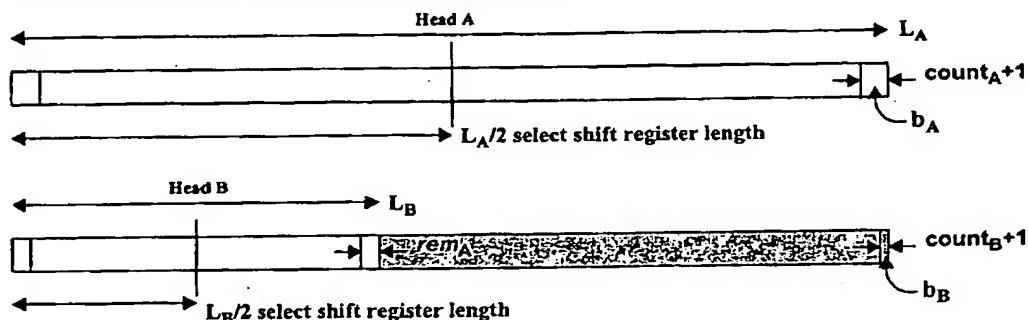 Head A
L_A
count_A+1
b_A
L_A/2 select shift register length
Head B
L_B
rem_A
count_B+1
b_B
L_B/2 select shift register length